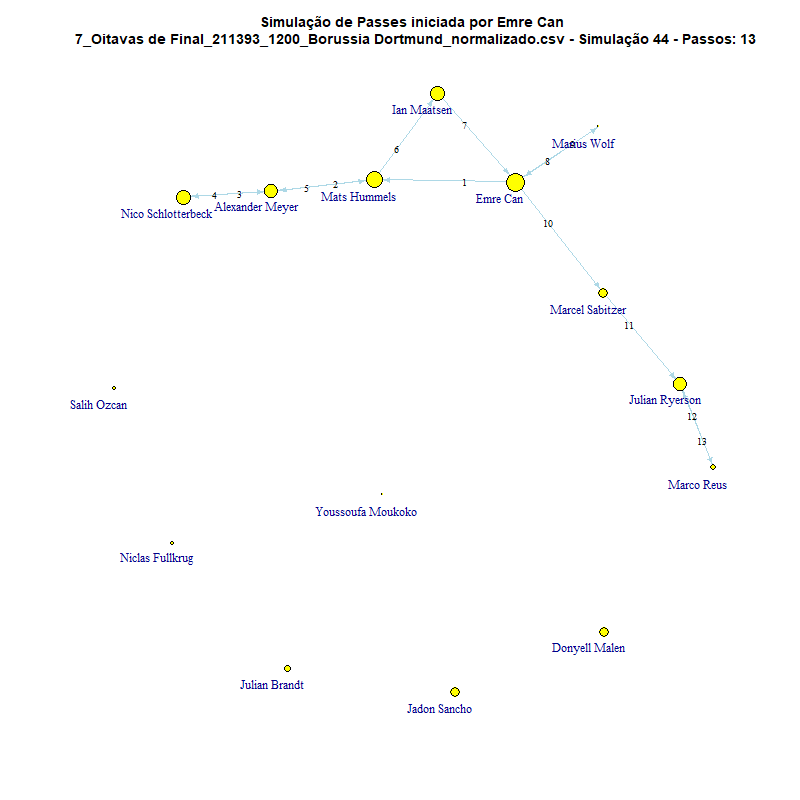 Simulação de Passes iniciada por Emre Can
7_Oitavas de Final_211393_1200_Borussia Dortmund_normalizado.csv - Simulação 44 - Passos: 13
Ian Maatsen
7
Marius Wolf
8
6
Mats Hummels
1
Emre Can
Nico Schlotterbeck
4
3
Alexander Meyer
5
2
10
Marcel Sabitzer
11
Julian Ryerson
12
13
Marco Reus
Salih Ozcan
Youssoufa Moukoko
Niclas Fullkrug
Donyell Malen
Julian Brandt
Jadon Sancho